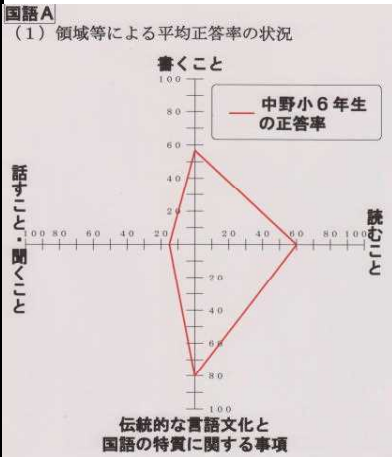 国語A
（1）領域等による平均正答率の状況
書くこと
100
80
60
40
20
中野小６年生
の正答率
話すこと・聞くこと
100 80 60 40 20
20 40 60 80 100
読むこと
20
40
60
80
100
伝統的な言語文化と
国語の特質に関する事項